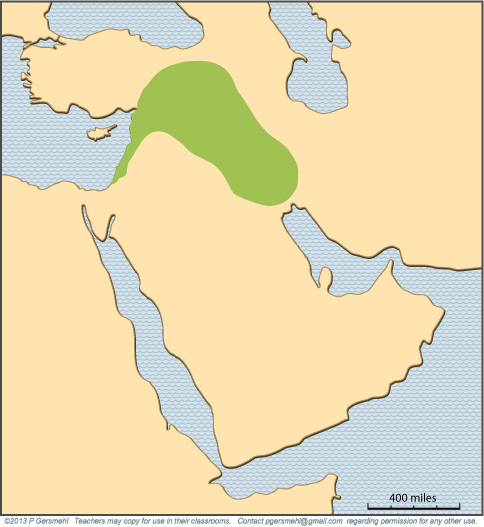 400 miles
©2013 P Gersmehl Teachers may copy for use in their classrooms. Contact pgersmehl@gmail.com regarding permission for any other use.